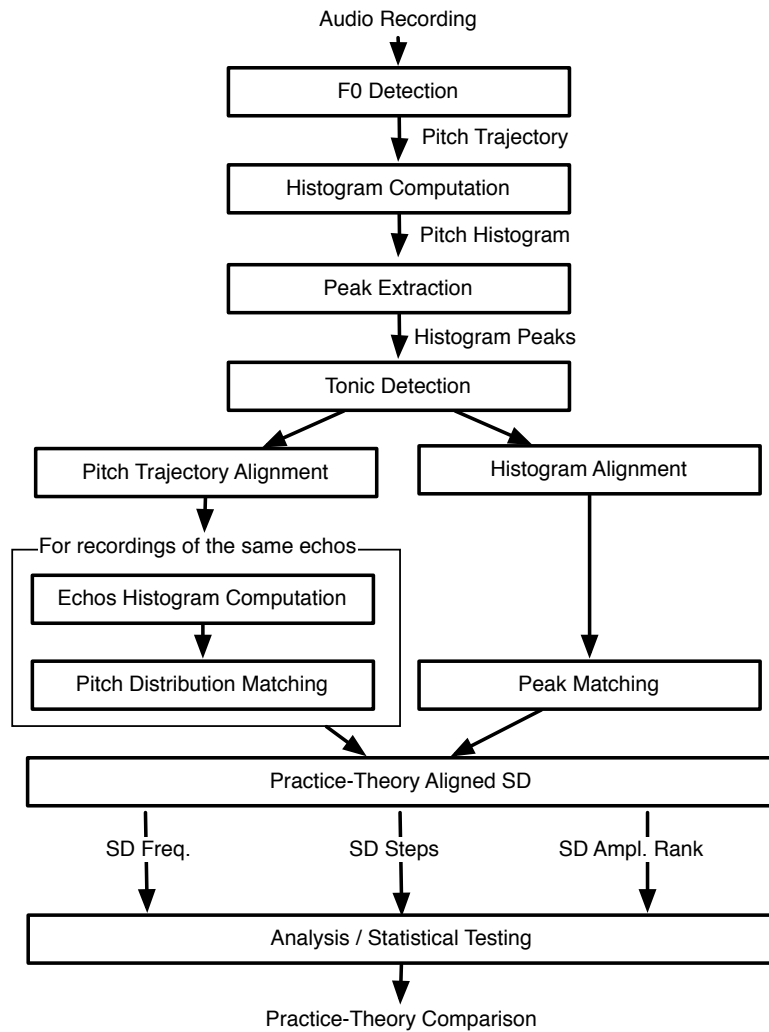 Audio Recording
F0 Detection
Pitch Trajectory
Histogram Computation
Pitch Histogram
Peak Extraction
Histogram Peaks
Tonic Detection
Pitch Trajectory Alignment
Histogram Alignment
For recordings of the same echos
Echos Histogram Computation
Pitch Distribution Matching
Peak Matching
Practice-Theory Aligned SD
SD Freq.
SD Steps
SD Ampl. Rank
Analysis / Statistical Testing
Practice-Theory Comparison